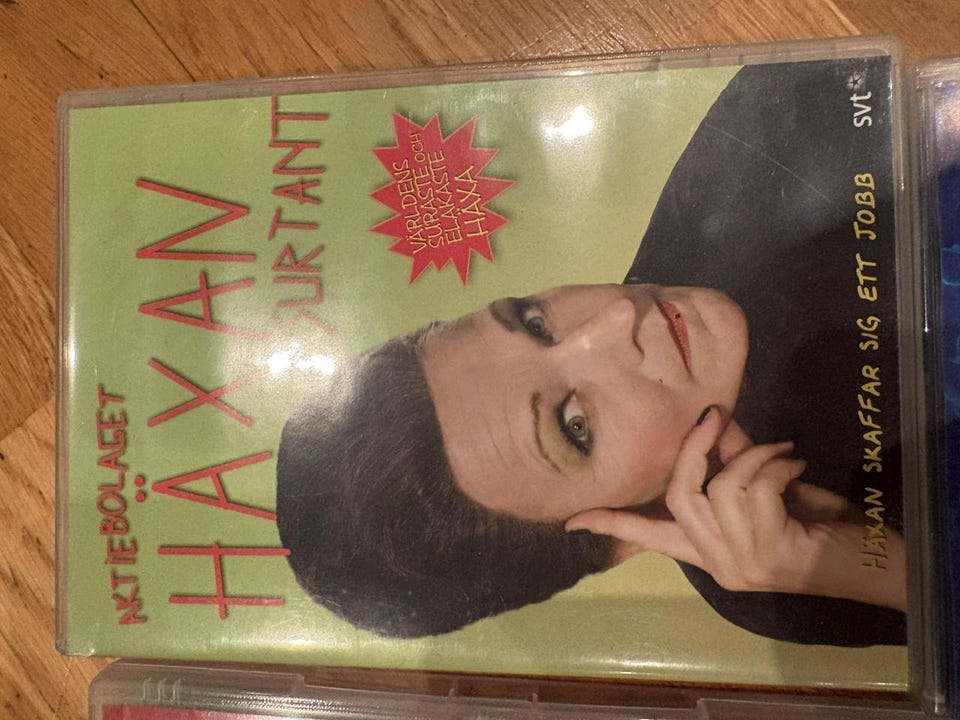 AKTIEBOLAGET
HÄXAN
SURTANT
VÄRLDENS
SURASTE OCH
ELAKASTE
HÄXA
HÄXAN SKAFFAR SIG ETT JOBB
svt